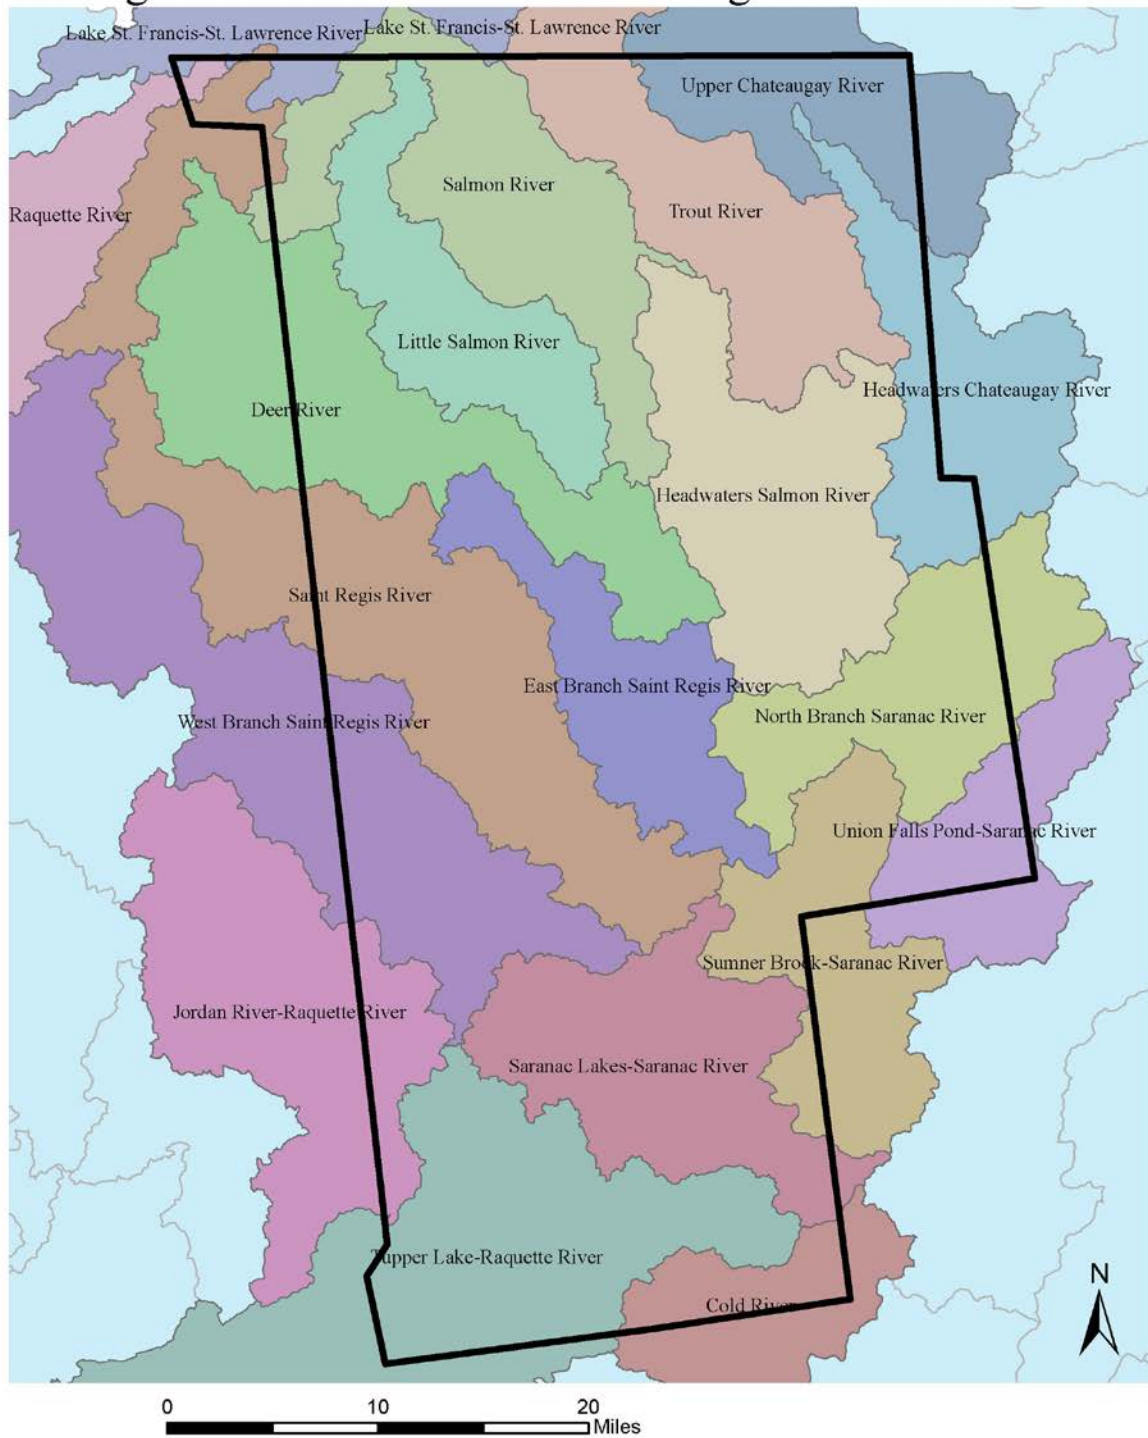 Lake St. Francis-St. Lawrence River
Lake St. Francis-St. Lawrence River
Upper Chateaugay River
Salmon River
Raquette River
Trout River
Little Salmon River
Headwaters Chateaugay River
Deer River
Headwaters Salmon River
Saint Regis River
East Branch Saint Regis River
North Branch Saranac River
West Branch Saint Regis River
Union Falls Pond-Saranac River
Sumner Brook-Saranac River
Jordan River-Raquette River
Saranac Lakes-Saranac River
Tupper Lake-Raquette River
Cold River
N
0 10 20
Miles